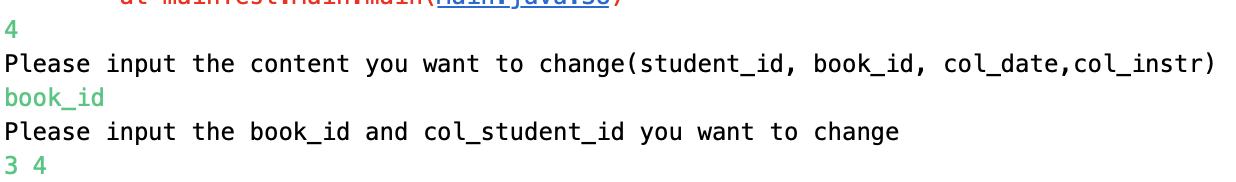 4
Please input the content you want to change(student_id, book_id, col_date,col_instr)
book_id
Please input the book_id and col_student_id you want to change
3 4